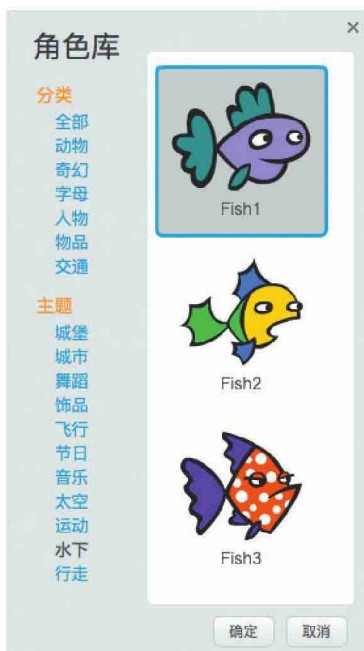 ×
角色库
分类
全部
动物
奇幻
字母
人物
物品
交通
主题
城堡
城市
舞蹈
饰品
飞行
节日
音乐
太空
运动
水下
行走
Fish1
Fish2
Fish3
确定
取消